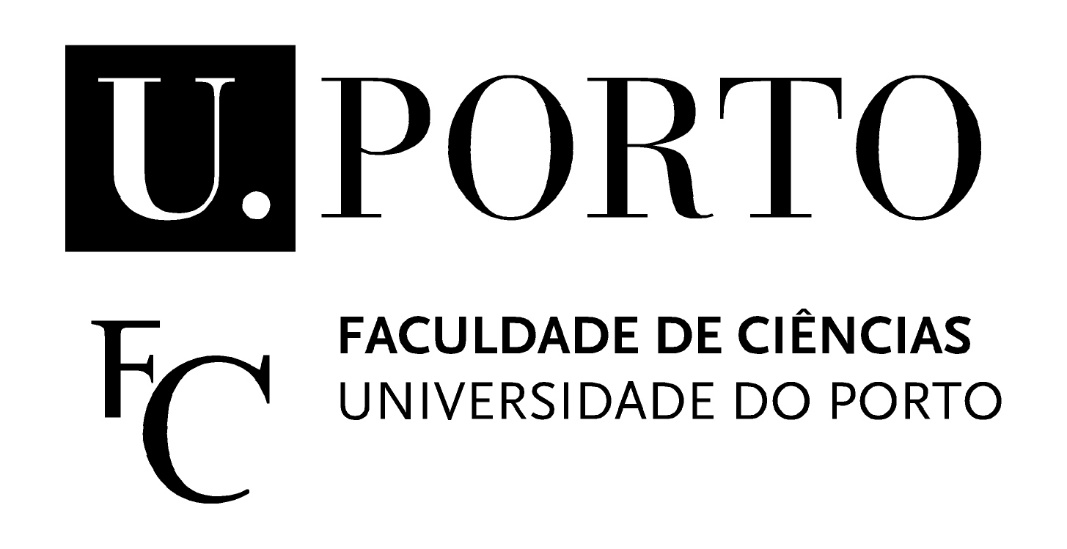 U. PORTO
FC
FACULDADE DE CIÊNCIAS
UNIVERSIDADE DO PORTO